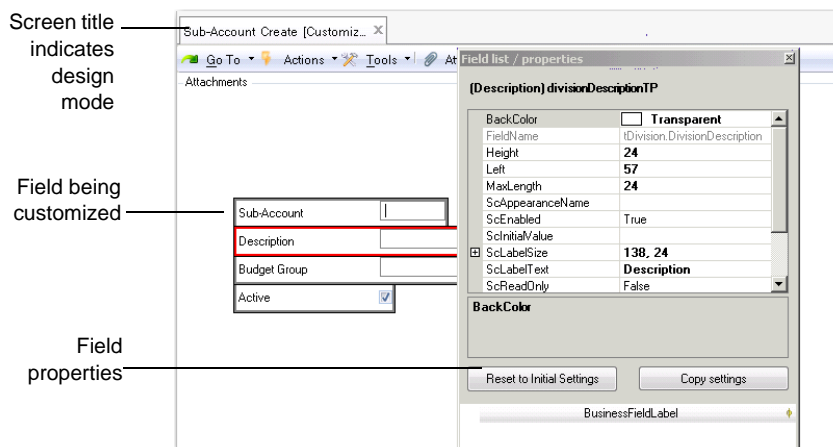 Screen title
indicates
design
mode
Sub-Account Create [Customiz...
Go To Actions Tools At
Attachments
Field being
customized
Sub-Account
Description
Budget Group
Active
Field list / properties
(Description) divisionDescriptionTP
BackColor Transparent
FieldName tDivision.DivisionDescription
Height 24
Left 57
MaxLength 24
ScAppearanceName
ScEnabled True
ScInitialValue
ScLabelSize 138, 24
ScLabelText Description
ScReadOnly False
BackColor
Field
properties
Reset to Initial Settings Copy settings
BusinessFieldLabel